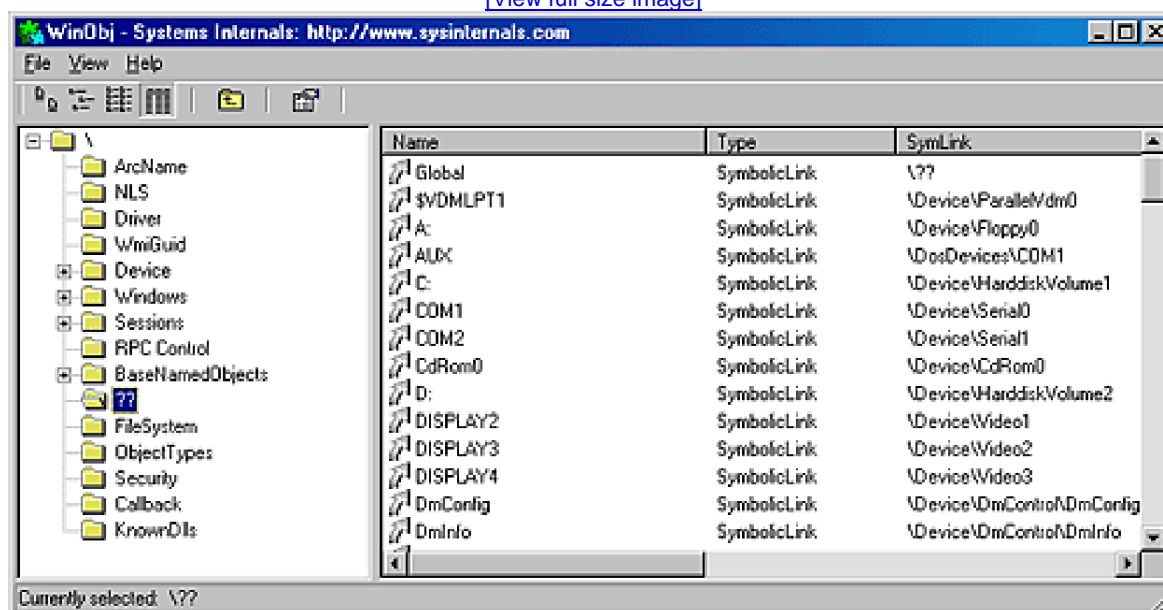 [View full size image]
WinObj - Systems Internals: http://www.sysinternals.com
File View Help
\
ArcName
NLS
Driver
WmiGuid
Device
Windows
Sessions
RPC Control
BaseNamedObjects
??
FileSystem
ObjectTypes
Security
Callback
KnownDlls
Name Type SymLink
Global SymbolicLink \??
$VDMLPT1 SymbolicLink \Device\ParallelVdm0
A: SymbolicLink \Device\Floppy0
AUX SymbolicLink \DosDevices\COM1
C: SymbolicLink \Device\HarddiskVolume1
COM1 SymbolicLink \Device\Serial0
COM2 SymbolicLink \Device\Serial1
CdRom0 SymbolicLink \Device\CdRom0
D: SymbolicLink \Device\HarddiskVolume2
DISPLAY2 SymbolicLink \Device\Video1
DISPLAY3 SymbolicLink \Device\Video2
DISPLAY4 SymbolicLink \Device\Video3
DmConfig SymbolicLink \Device\DmControl\DmConfig
DmInfo SymbolicLink \Device\DmControl\DmInfo
Currently selected: \??